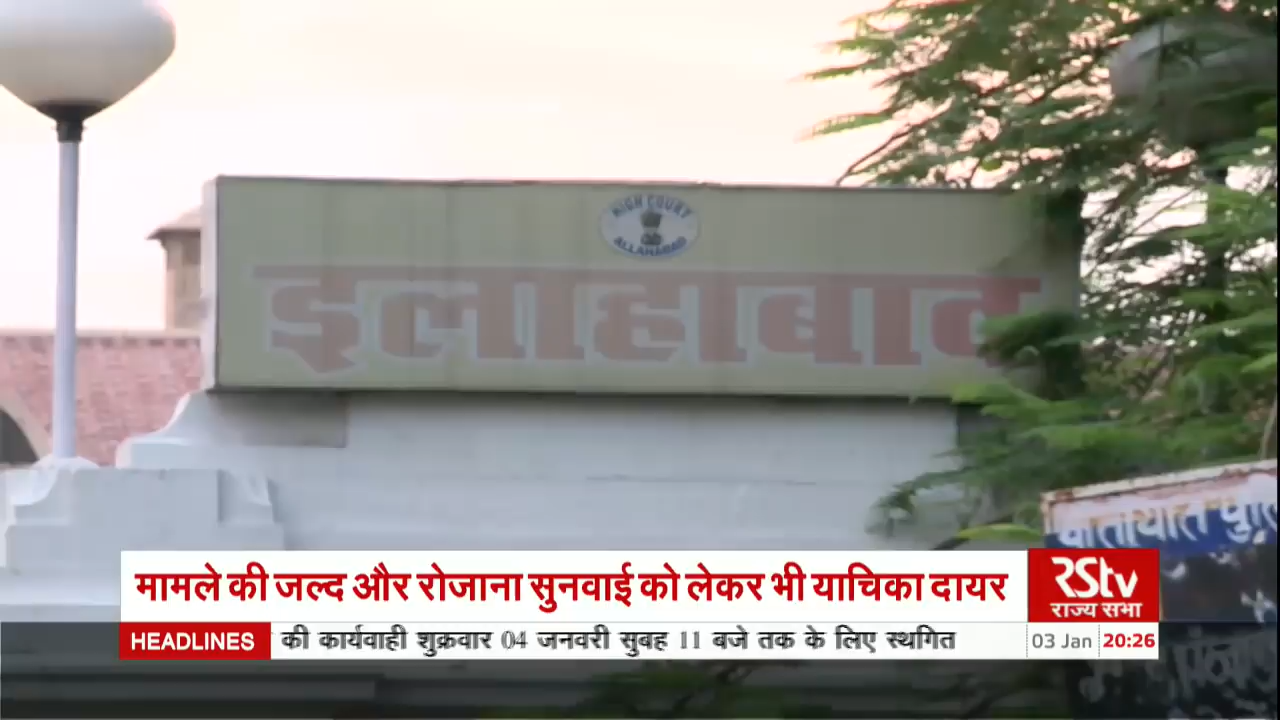 HIGH COURT
ALLAHABAD
इलाहाबाद
यातायात
मामले की जल्द और रोजाना सुनवाई को लेकर भी याचिका दायर
RStv
राज्य सभा
HEADLINES
की कार्यवाही शुक्रवार 04 जनवरी सुबह 11 बजे तक के लिए स्थगित
03 Jan
20:26